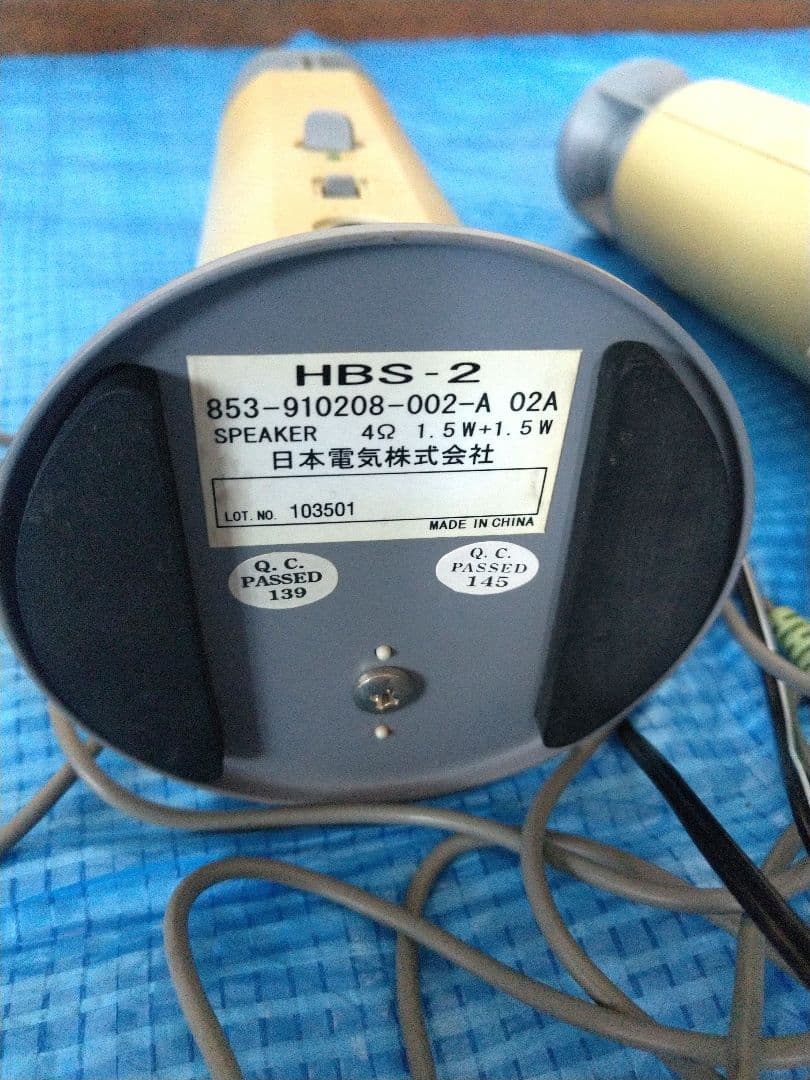 HBS-2
853-910208-002-A 02A
SPEAKER 4Ω 1.5W+1.5W
日本電気株式会社
LOT. NO. 103501
MADE IN CHINA
Q. C.
PASSED
139
Q. C.
PASSED
145